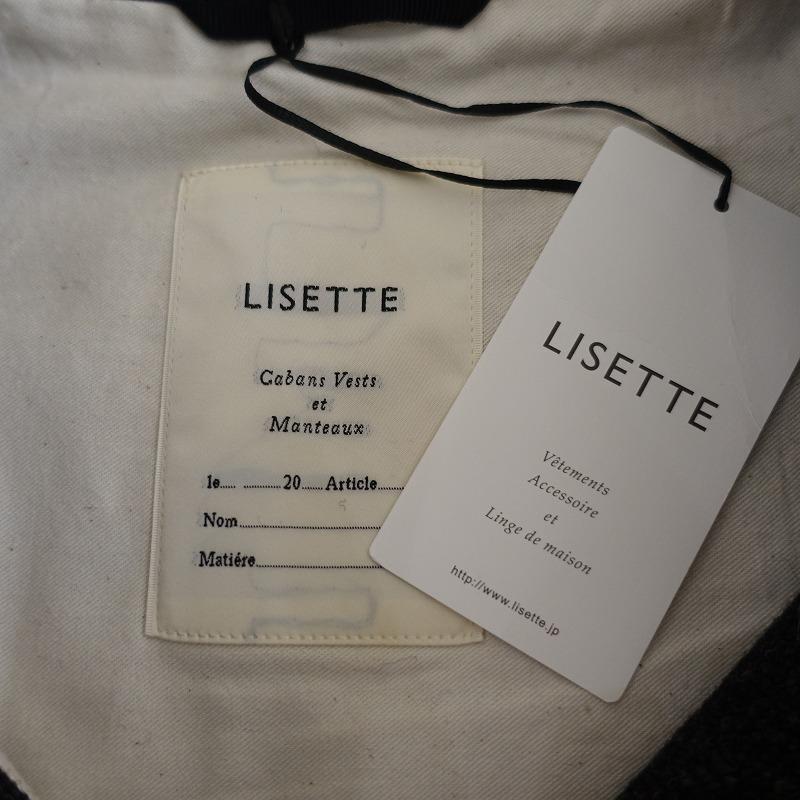 LISETTE
Cabans Vests
et
Manteaux
le..... ..........20...... Article.......
Nom
Matiére
LISETTE
Vêtements
Accessoire
et
Linge de maison
http://www.lisette.jp